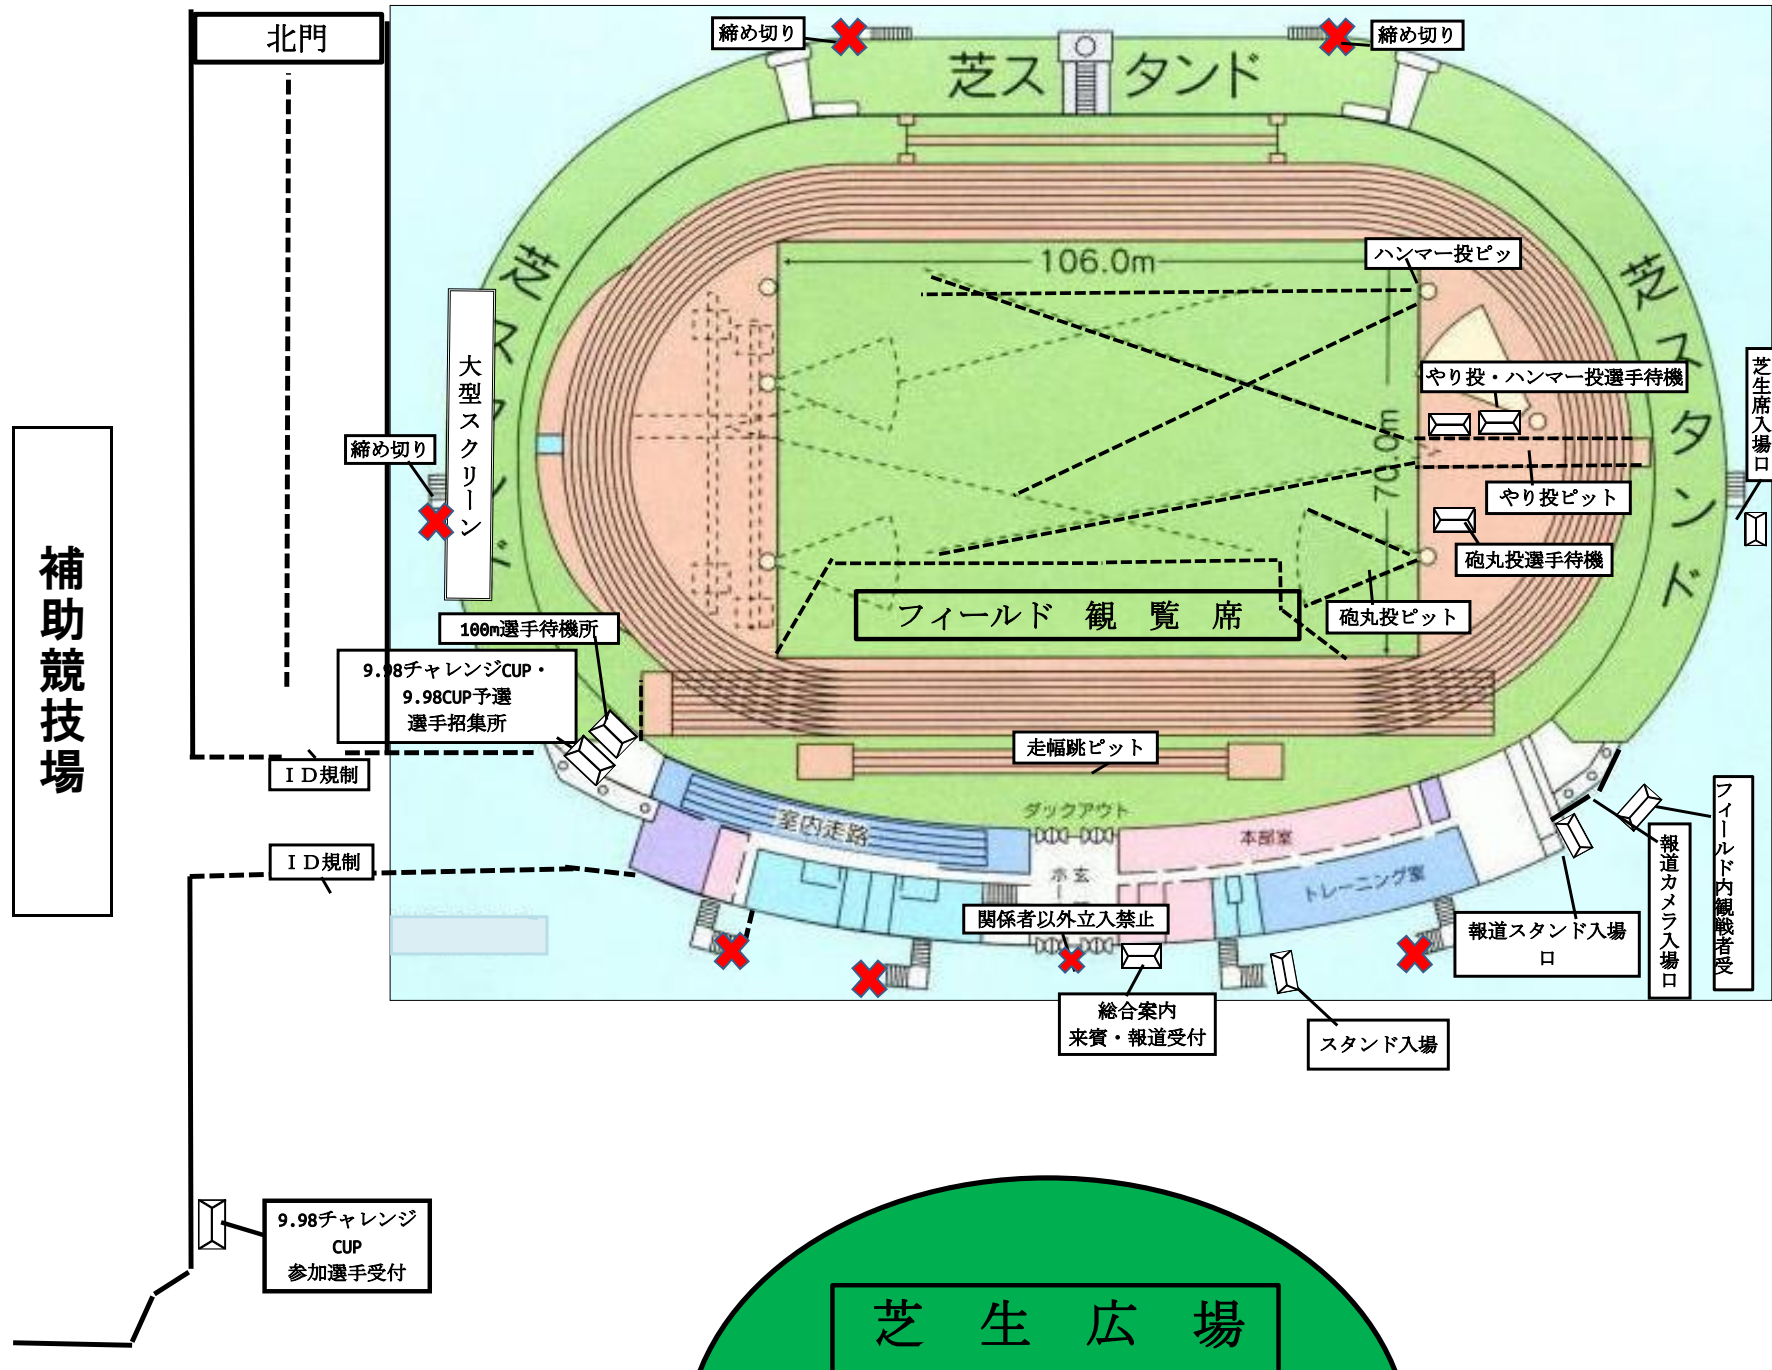 北門
締め切り
締め切り
芝スタンド
芝スタンド
芝スタンド
106.0m
70.0m
ハンマー投ピッ
大型スクリーン
やり投・ハンマー投選手待機
芝生席入場口
締め切り
やり投ピット
補助競技場
砲丸投選手待機
フィールド 観 覧 席
砲丸投ピット
100m選手待機所
9.98チャレンジCUP・
9.98CUP予選
選手招集所
走幅跳ピット
ID規制
ダックアウト
室内走路
本部室
フィールド内観戦者受
報道カメラ入場口
ID規制
トレーニング室
玄
ホー
関係者以外立入禁止
報道スタンド入場
口
総合案内
来賓・報道受付
スタンド入場
9.98チャレンジ
CUP
参加選手受付
芝 生 広 場